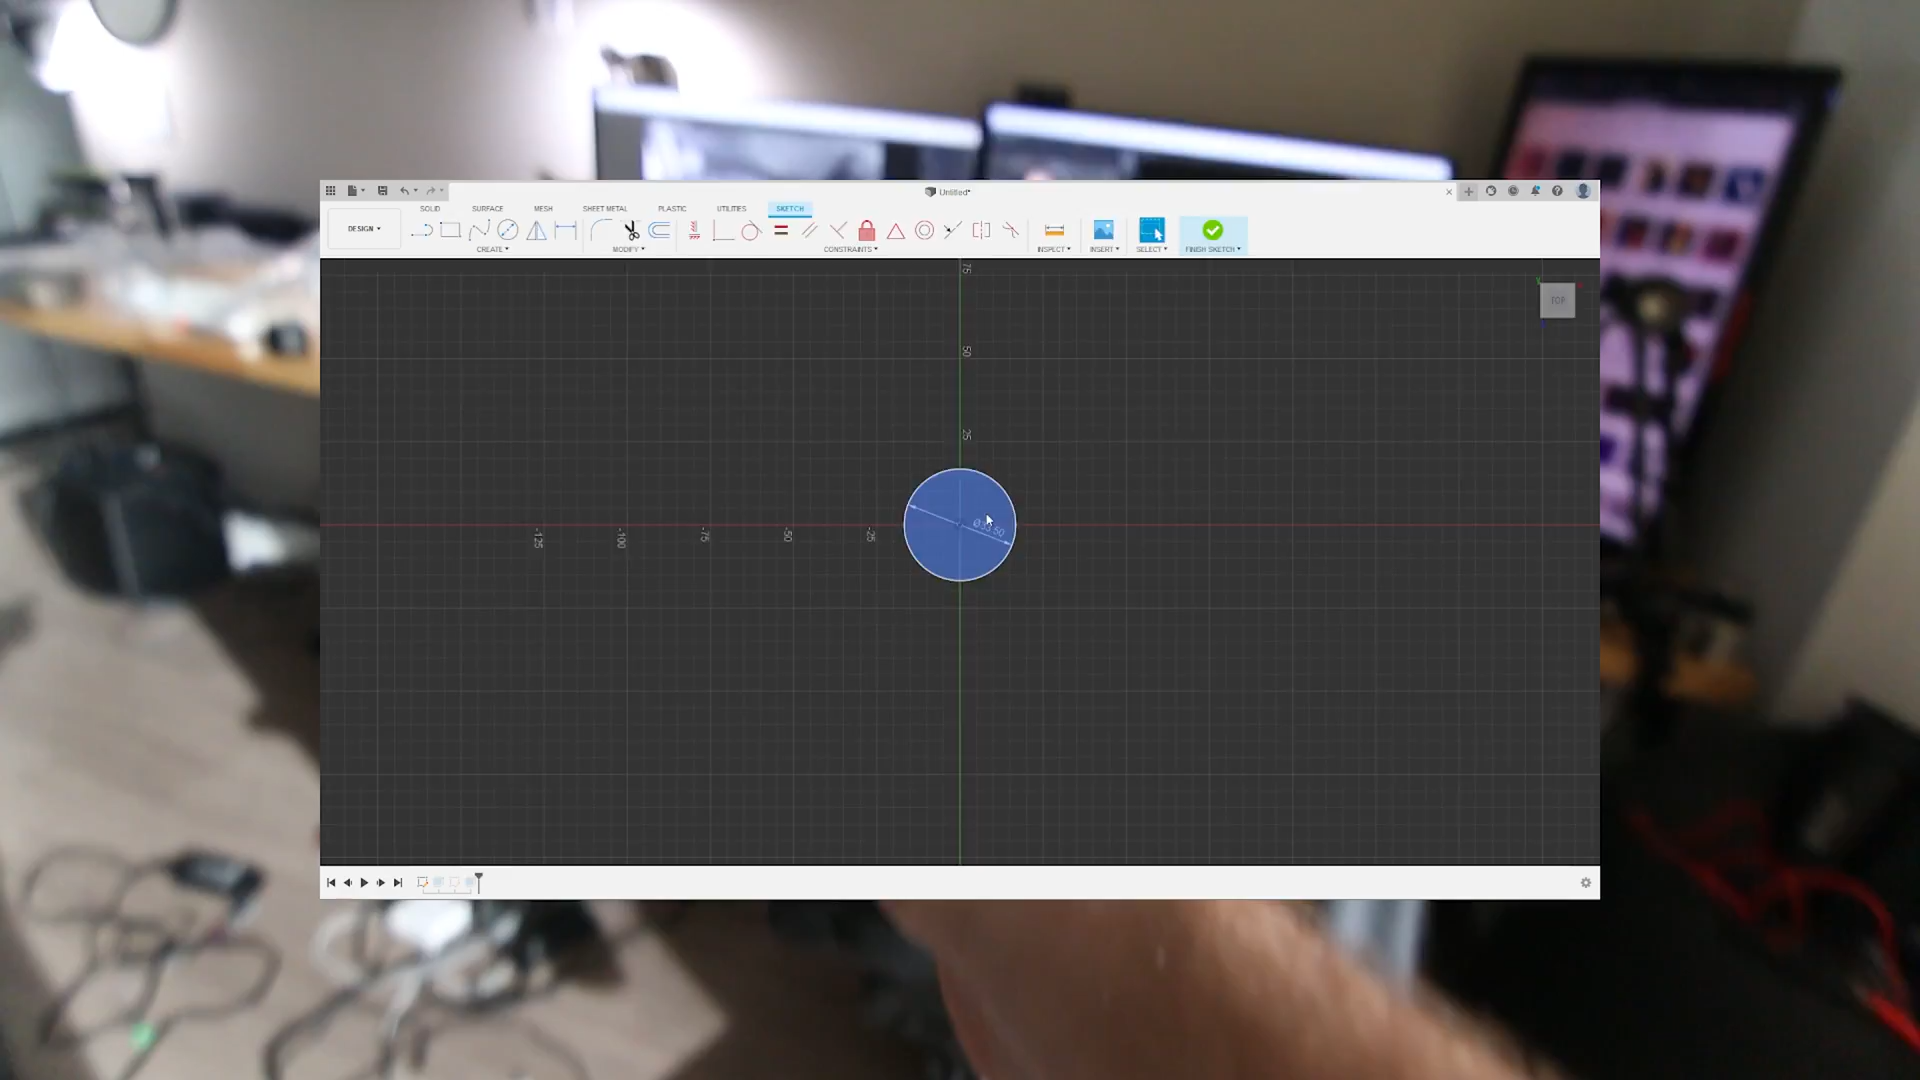 Untitled*
SOLID SURFACE MESH SHEET METAL PLASTIC UTILITIES SKETCH
DESIGN
CREATE MODIFY CONSTRAINTS INSPECT INSERT SELECT FINISH SKETCH
75
TOP
50
25
-125 -100 -75 -50 -25